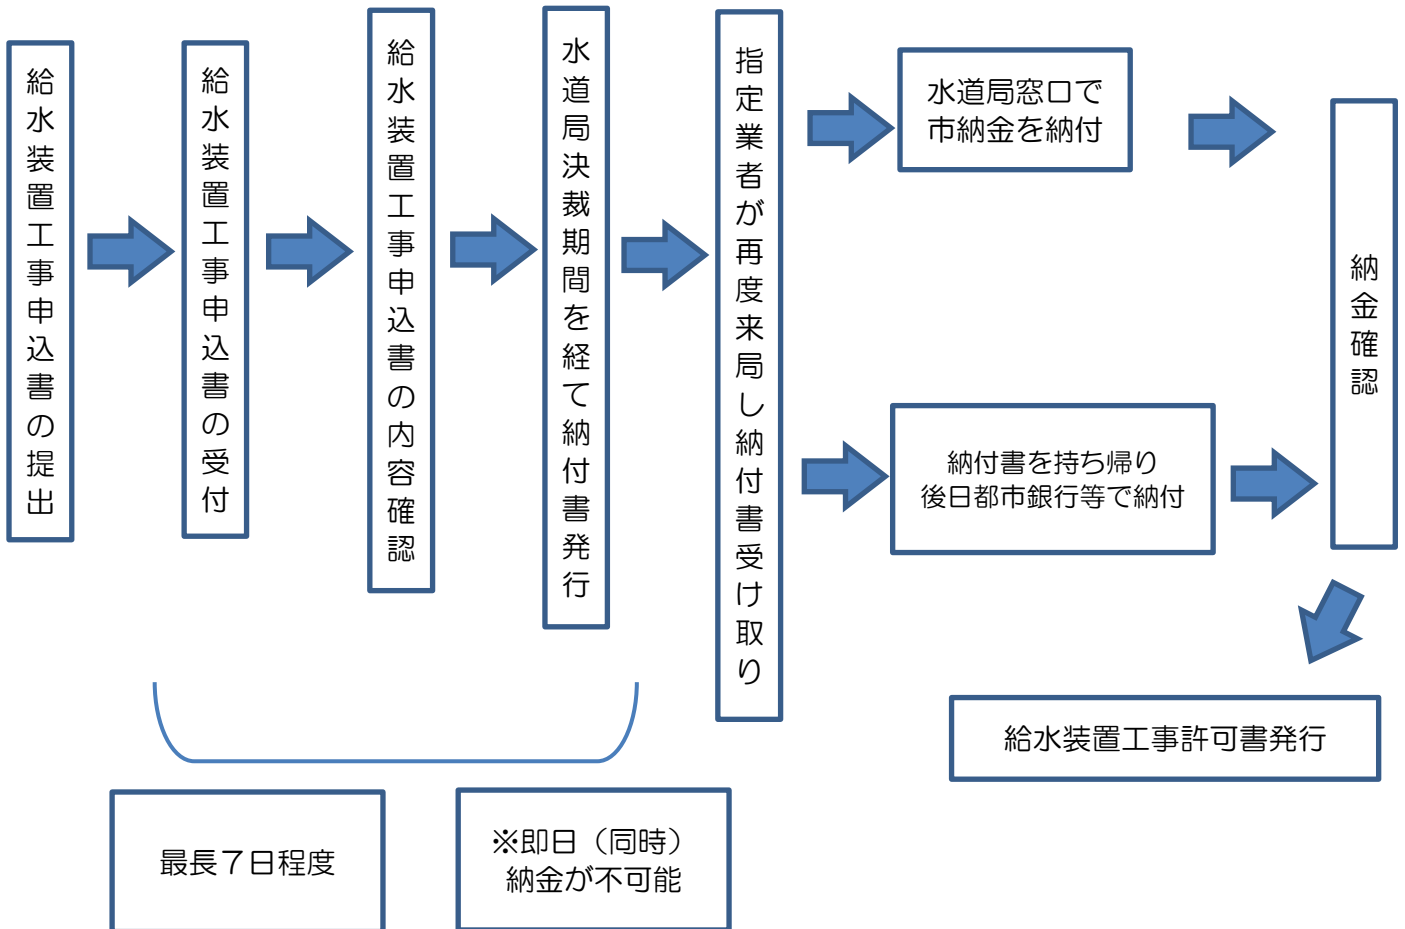 給水装置工事申込書の提出
給水装置工事申込書の受付
給水装置工事申込書の内容確認
水道局決裁期間を経て納付書発行
指定業者が再度来局し納付書受け取り
水道局窓口で
市納金を納付
納付書を持ち帰り
後日都市銀行等で納付
納金確認
給水装置工事許可書発行
最長７日程度
※即日（同時）
納金が不可能